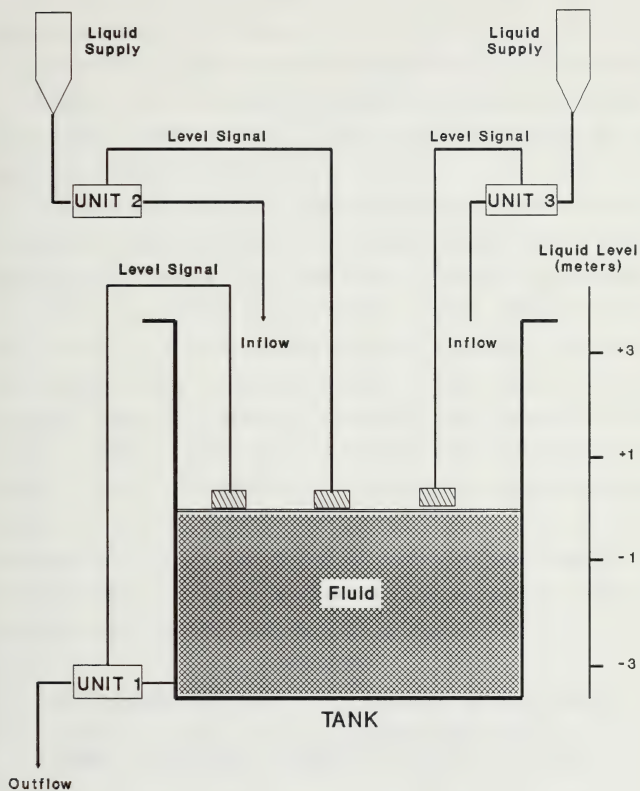 Liquid
Supply
Liquid
Supply
Level Signal
Level Signal
UNIT 2
UNIT 3
Liquid Level
(meters)
Level Signal
Inflow
Inflow
+3
+1
-1
Fluid
-3
UNIT 1
TANK
Outflow